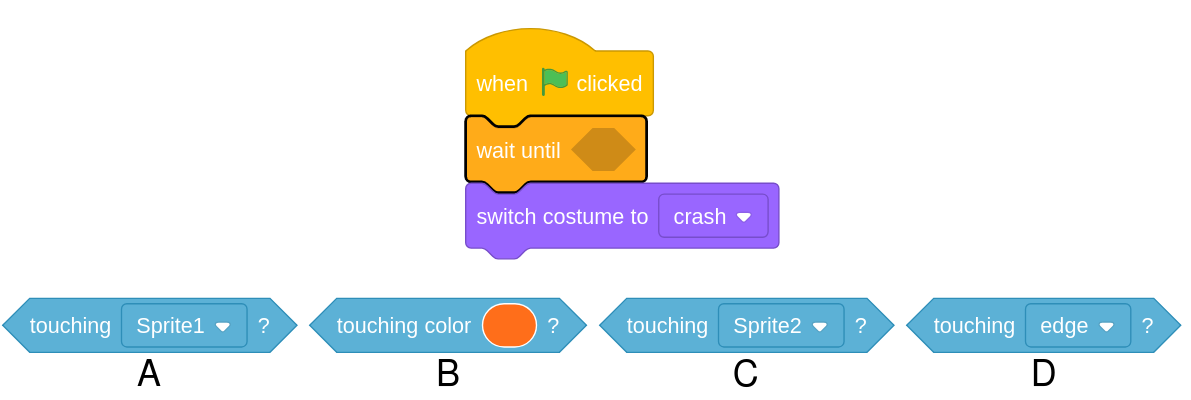 when clicked
wait until
switch costume to crash
touching Sprite1 ? touching color ? touching Sprite2 ? touching edge ?
A B C D